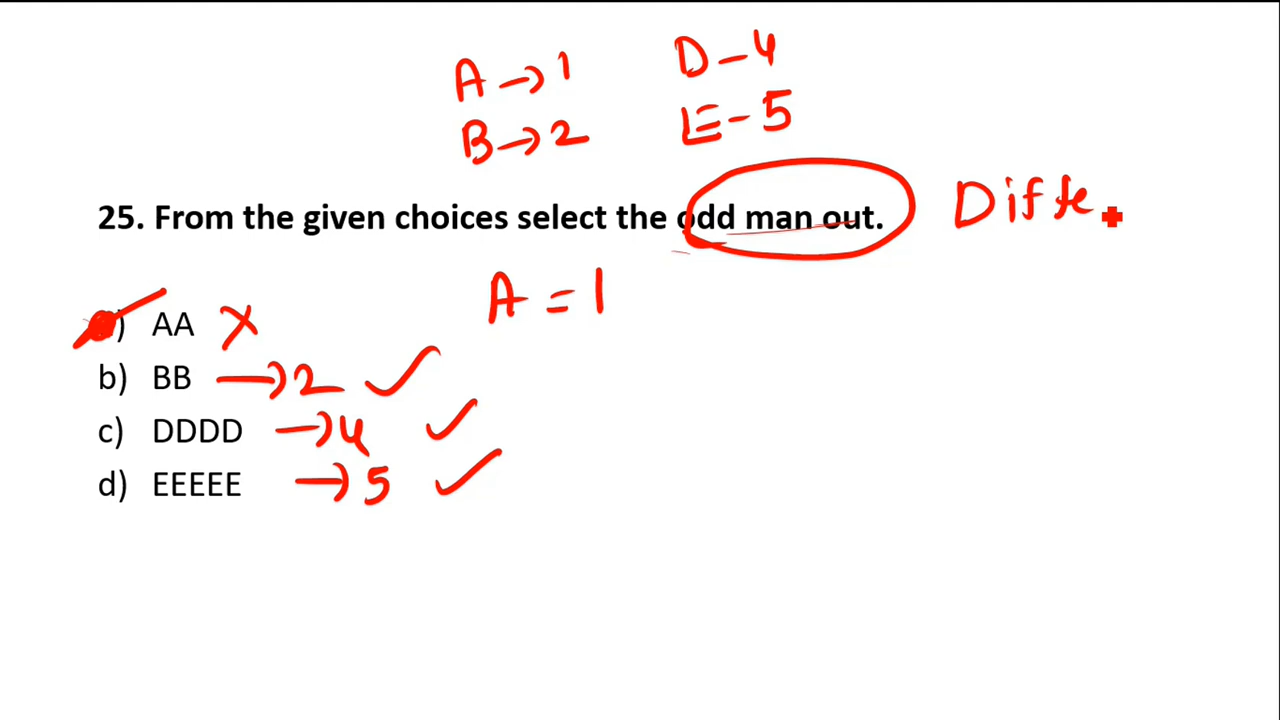 A → 1 D - 4
B → 2 E - 5
25. From the given choices select the odd man out. Diffe
A = 1
) AA X
b) BB → 2 ✓
c) DDDD → 4 ✓
d) EEEEE → 5 ✓